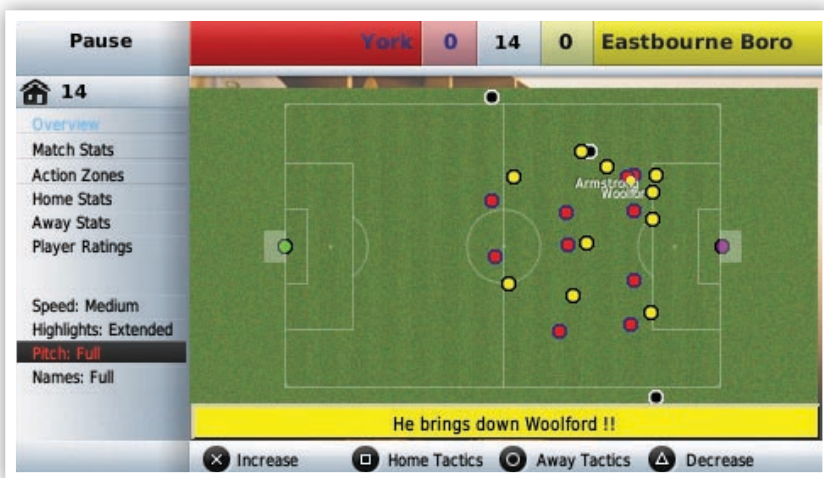 Pause
York 0 14 0 Eastbourne Boro
14
Overview
Match Stats
Action Zones
Home Stats
Away Stats
Player Ratings
Armstrong
Woolfor
Speed: Medium
Highlights: Extended
Pitch: Full
Names: Full
He brings down Woolford !!
Increase Home Tactics Away Tactics Decrease